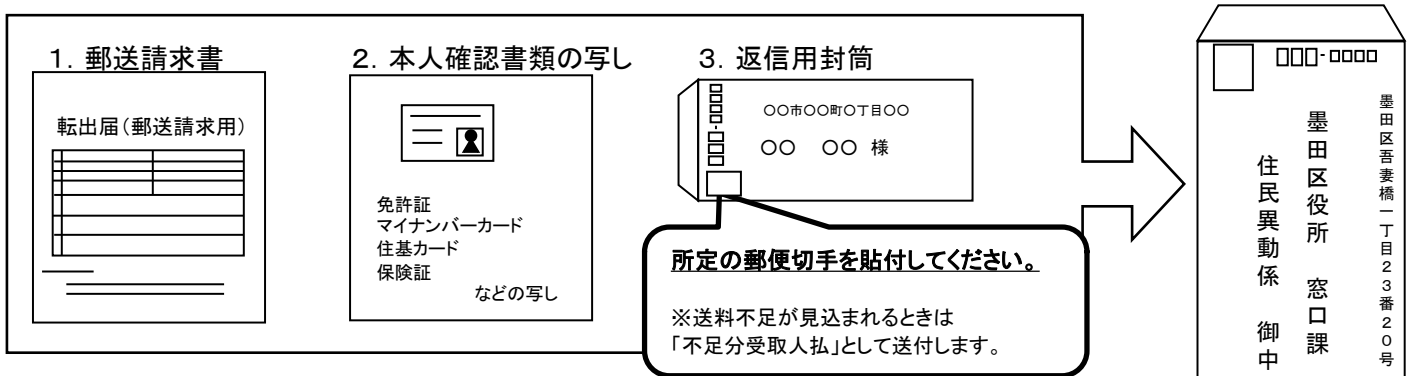 １．郵送請求書
転出届（郵送請求用）
２．本人確認書類の写し
免許証
マイナンバーカード
住基カード
保険証
などの写し
３．返信用封筒
〇〇市〇〇町〇丁目〇〇
〇〇　〇〇　様
所定の郵便切手を貼付してください。
※送料不足が見込まれるときは
「不足分受取人払」として送付します。
墨田区吾妻橋一丁目２３番２０号
墨田区役所　窓口課
住民異動係　御中